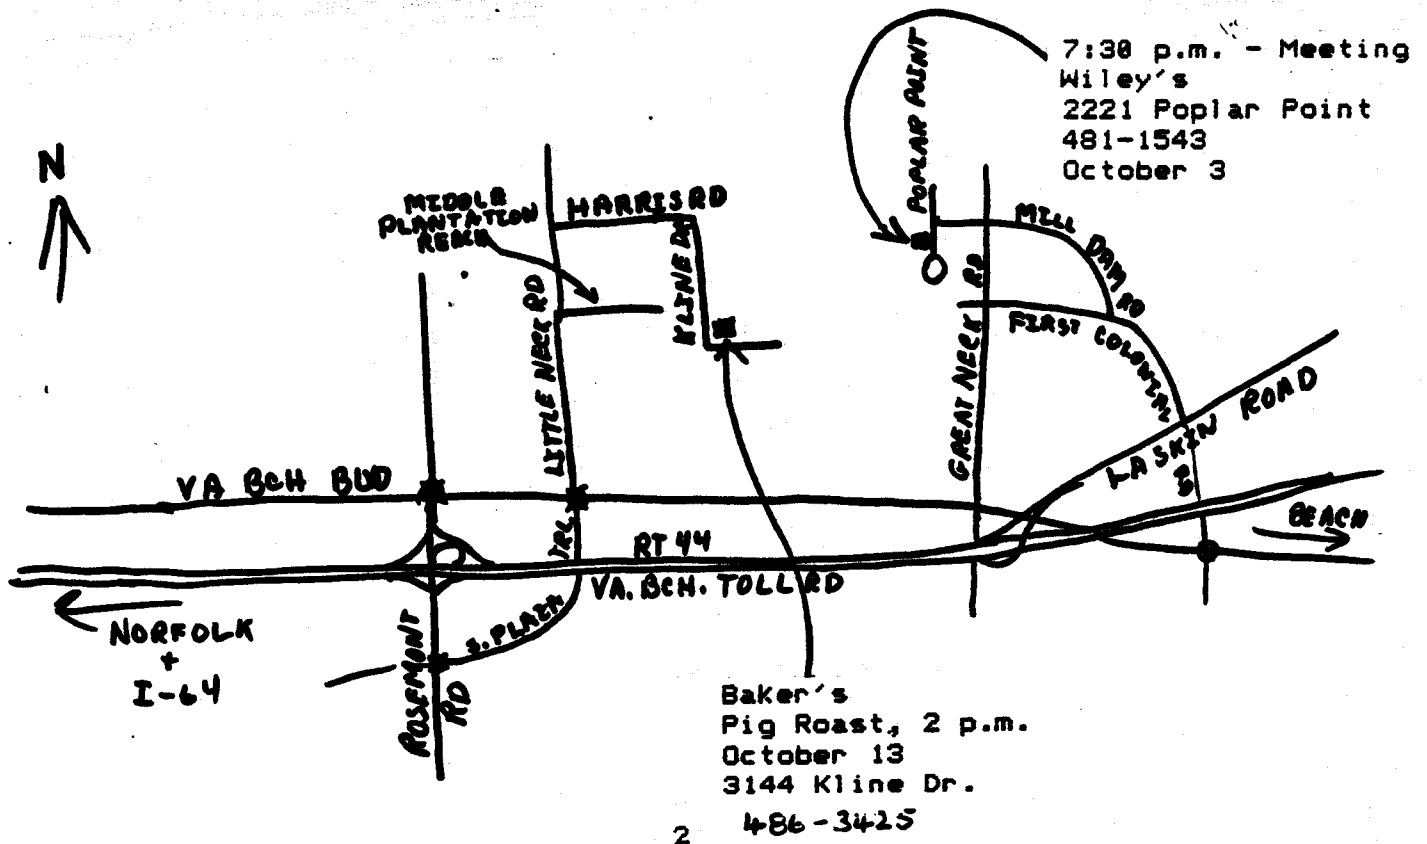 7:30 p.m. - Meeting
Wiley's
2221 Poplar Point
481-1543
October 3
POPLAR POINT
N
MIDDLE
PLANTATION
REACH
HARRIS RD
KLINE DR
MILL DAM RD
LITTLE NECK RD
GREAT NECK RD
FIRST COLONIAL RD
LASKIN ROAD
VA BCH BLVD
TRL
RT 44
VA. BCH. TOLL RD
BEACH
S. PLAZA
NORFOLK
+
I-64
ROSEMONT
RD
Baker's
Pig Roast, 2 p.m.
October 13
3144 Kline Dr.
486-3425
2